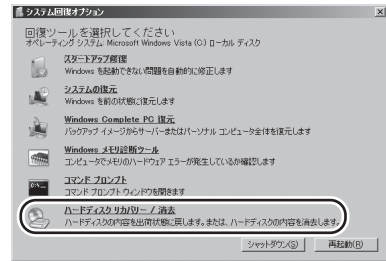 システム回復オプション
回復ツールを選択してください
オペレーティング システム: Microsoft Windows Vista (C:) ローカル ディスク
スタートアップ修復
Windows を起動できない問題を自動的に修正します
システムの復元
Windows を前の状態に復元します
Windows Complete PC 復元
バックアップ イメージからサーバーまたはパーソナル コンピュータ全体を復元します
Windows メモリ診断ツール
コンピュータでメモリのハードウェア エラーが発生しているか確認します
コマンド プロンプト
コマンド プロンプト ウィンドウを開きます
ハードディスク リカバリー / 消去
ハードディスクの内容を出荷状態に戻します。または、ハードディスクの内容を消去します。
シャットダウン(S) 再起動(R)